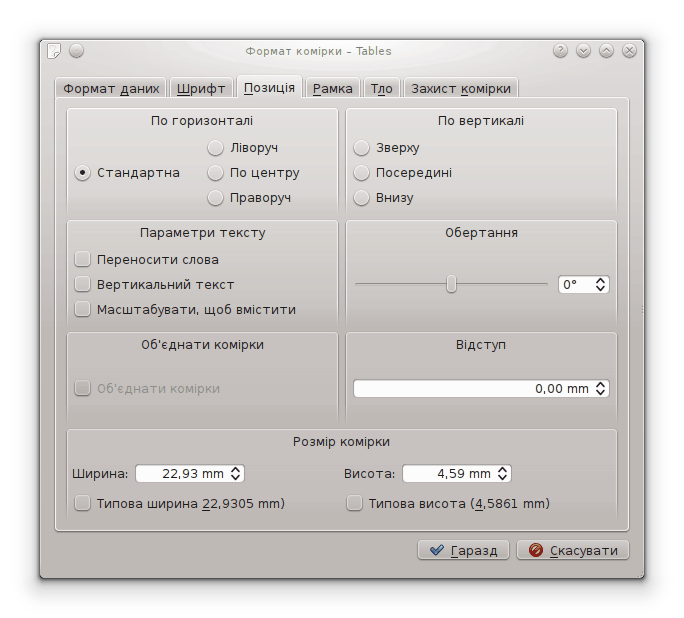 Формат комірки – Tables
Формат даних Шрифт Позиція Рамка Тло Захист комірки
По горизонталі
Стандартна
Ліворуч
По центру
Праворуч
По вертикалі
Зверху
Посередині
Внизу
Параметри тексту
Переносити слова
Вертикальний текст
Масштабувати, щоб вмістити
Обертання
0°
Об'єднати комірки
Об'єднати комірки
Відступ
0,00 mm
Розмір комірки
Ширина: 22,93 mm Висота: 4,59 mm
Типова ширина 22,9305 mm) Типова висота (4,5861 mm)
Гаразд Скасувати